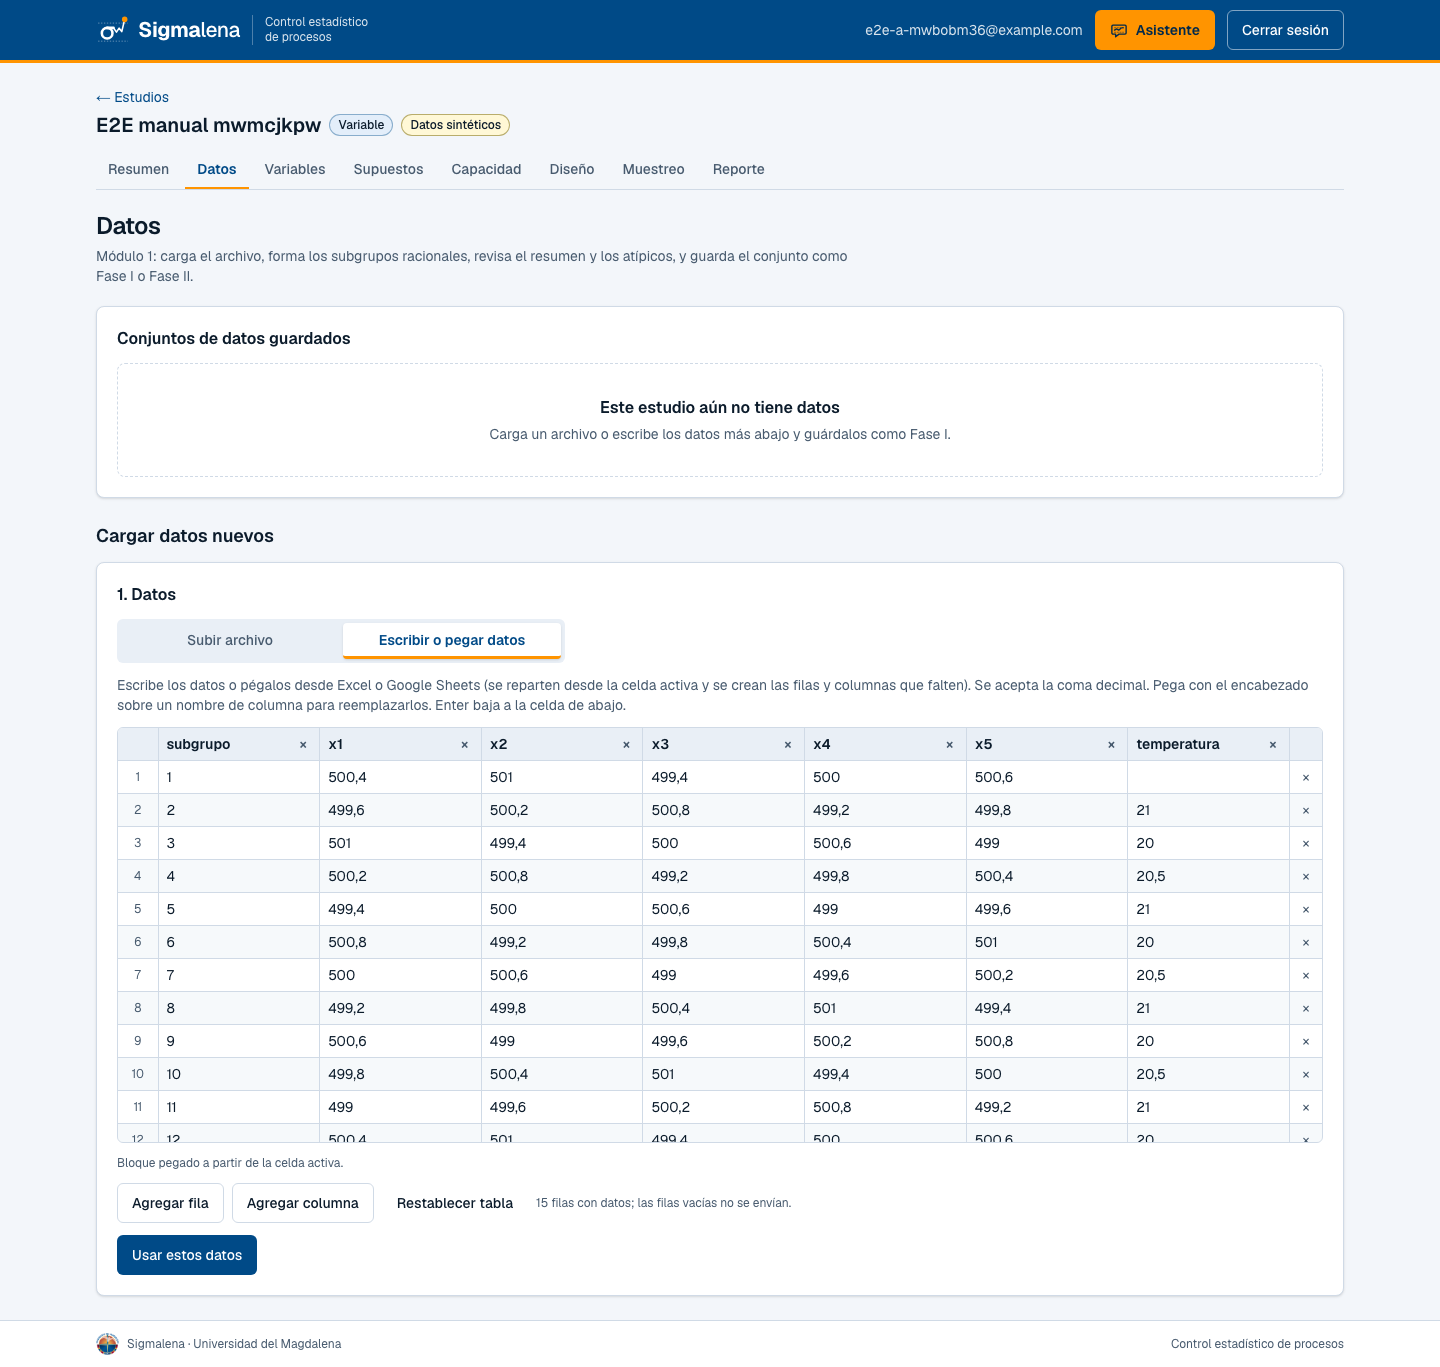 Sigmalena
Control estadístico
de procesos
e2e-a-mwbobm36@example.com
Asistente
Cerrar sesión
← Estudios
E2E manual mwmcjkpw Variable Datos sintéticos
Resumen Datos Variables Supuestos Capacidad Diseño Muestreo Reporte
Datos
Módulo 1: carga el archivo, forma los subgrupos racionales, revisa el resumen y los atípicos, y guarda el conjunto como
Fase I o Fase II.
Conjuntos de datos guardados
Este estudio aún no tiene datos
Carga un archivo o escribe los datos más abajo y guárdalos como Fase I.
Cargar datos nuevos
1. Datos
Subir archivo Escribir o pegar datos
Escribe los datos o pégalos desde Excel o Google Sheets (se reparten desde la celda activa y se crean las filas y columnas que falten). Se acepta la coma decimal. Pega con el encabezado
sobre un nombre de columna para reemplazarlos. Enter baja a la celda de abajo.
subgrupo × x1 × x2 × x3 × x4 × x5 × temperatura ×
1 1 500,4 501 499,4 500 500,6 ×
2 2 499,6 500,2 500,8 499,2 499,8 21 ×
3 3 501 499,4 500 500,6 499 20 ×
4 4 500,2 500,8 499,2 499,8 500,4 20,5 ×
5 5 499,4 500 500,6 499 499,6 21 ×
6 6 500,8 499,2 499,8 500,4 501 20 ×
7 7 500 500,6 499 499,6 500,2 20,5 ×
8 8 499,2 499,8 500,4 501 499,4 21 ×
9 9 500,6 499 499,6 500,2 500,8 20 ×
10 10 499,8 500,4 501 499,4 500 20,5 ×
11 11 499 499,6 500,2 500,8 499,2 21 ×
12 12 500,4 501 499,4 500 500,6 20 ×
Bloque pegado a partir de la celda activa.
Agregar fila Agregar columna Restablecer tabla 15 filas con datos; las filas vacías no se envían.
Usar estos datos
Sigmalena · Universidad del Magdalena
Control estadístico de procesos